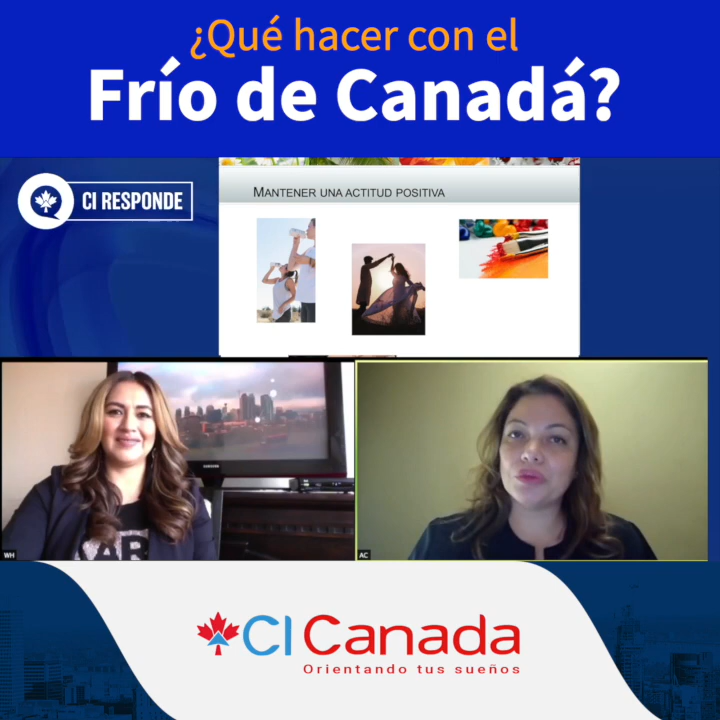 ¿Qué hacer con el
Frío de Canadá?
CI RESPONDE
MANTENER UNA ACTITUD POSITIVA
SAMSUNG
WH
AC
CI Canada
Orientando tus sueños